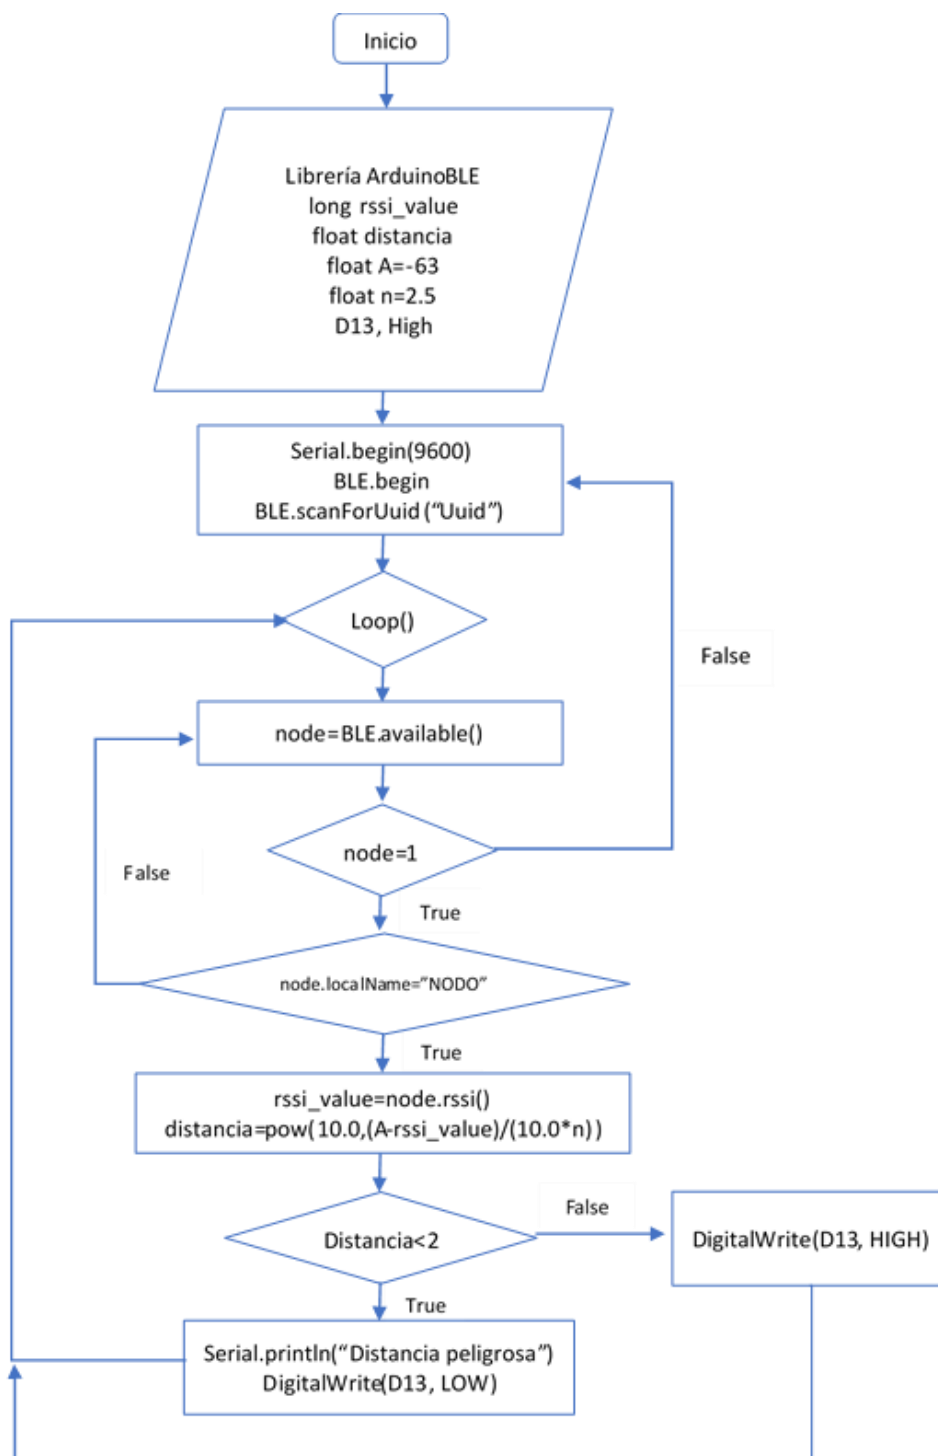 Inicio
Librería ArduinoBLE
long rssi_value
float distancia
float A=-63
float n=2.5
D13, High
Serial.begin(9600)
BLE.begin
BLE.scanForUuid(“Uuid”)
Loop()
False
node=BLE.available()
node=1
False
True
node.localName=”NODO”
True
rssi_value=node.rssi()
distancia=pow(10.0,(A-rssi_value)/(10.0*n))
Distancia<2
False
DigitalWrite(D13, HIGH)
True
Serial.println(“Distancia peligrosa”)
DigitalWrite(D13, LOW)